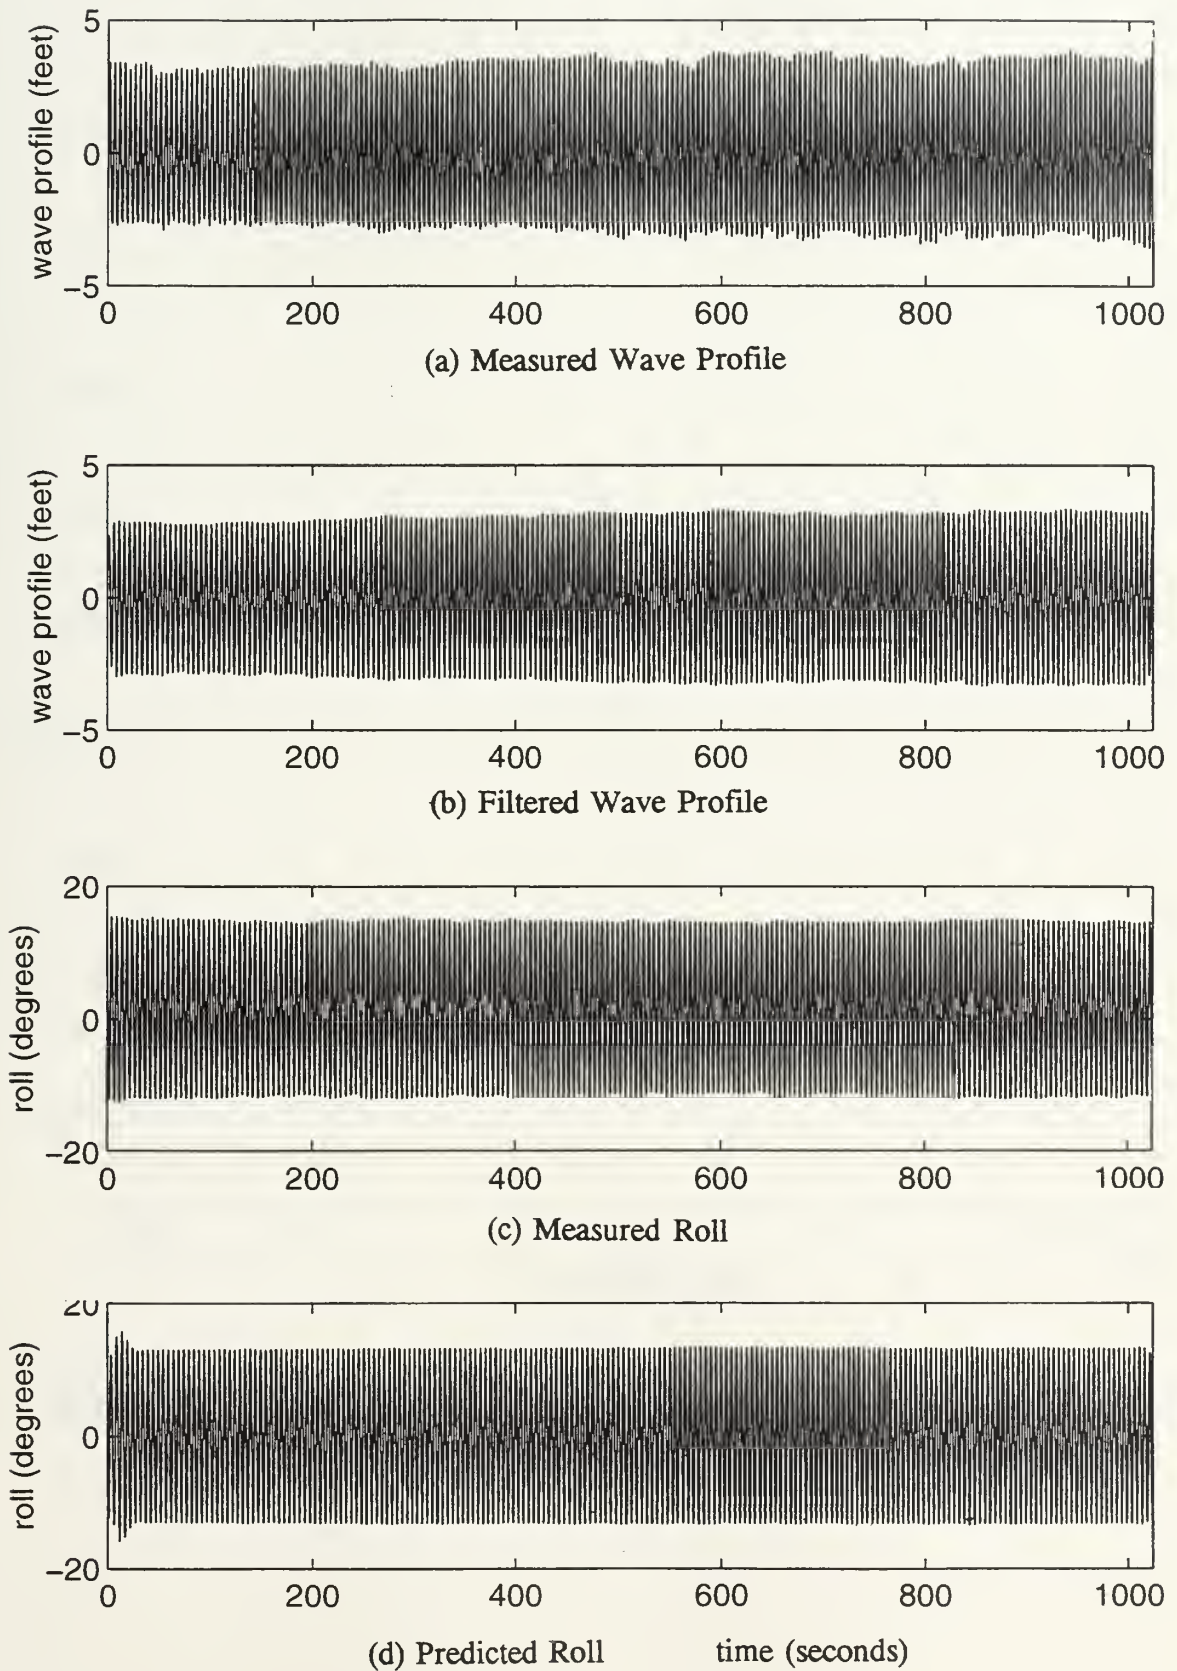 5
0
−5
wave profile (feet)
0 200 400 600 800 1000
(a) Measured Wave Profile
5
0
−5
wave profile (feet)
0 200 400 600 800 1000
(b) Filtered Wave Profile
20
0
−20
roll (degrees)
0 200 400 600 800 1000
(c) Measured Roll
20
0
−20
roll (degrees)
0 200 400 600 800 1000
(d) Predicted Roll time (seconds)